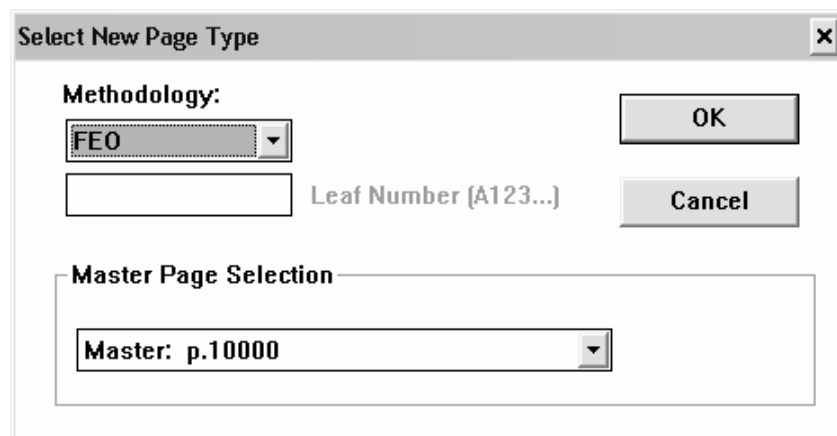 Select New Page Type
Methodology:
OK
FEO
Leaf Number (A123...)
Cancel
Master Page Selection
Master: p.10000